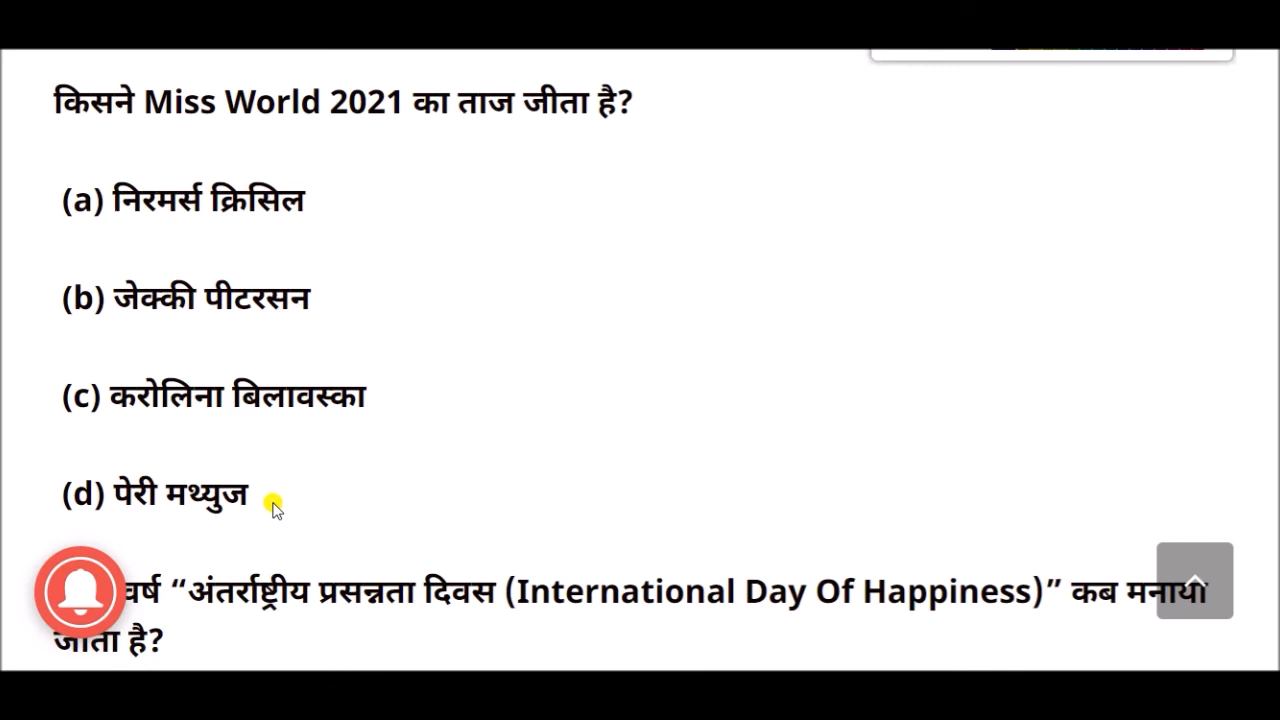 किसने Miss World 2021 का ताज जीता है?
(a) निरमर्स क्रिसिल
(b) जेक्की पीटरसन
(c) करोलिना बिलावस्का
(d) पेरी मथ्युज
वर्ष “अंतर्राष्ट्रीय प्रसन्नता दिवस (International Day Of Happiness)” कब मनाया
जाता है?